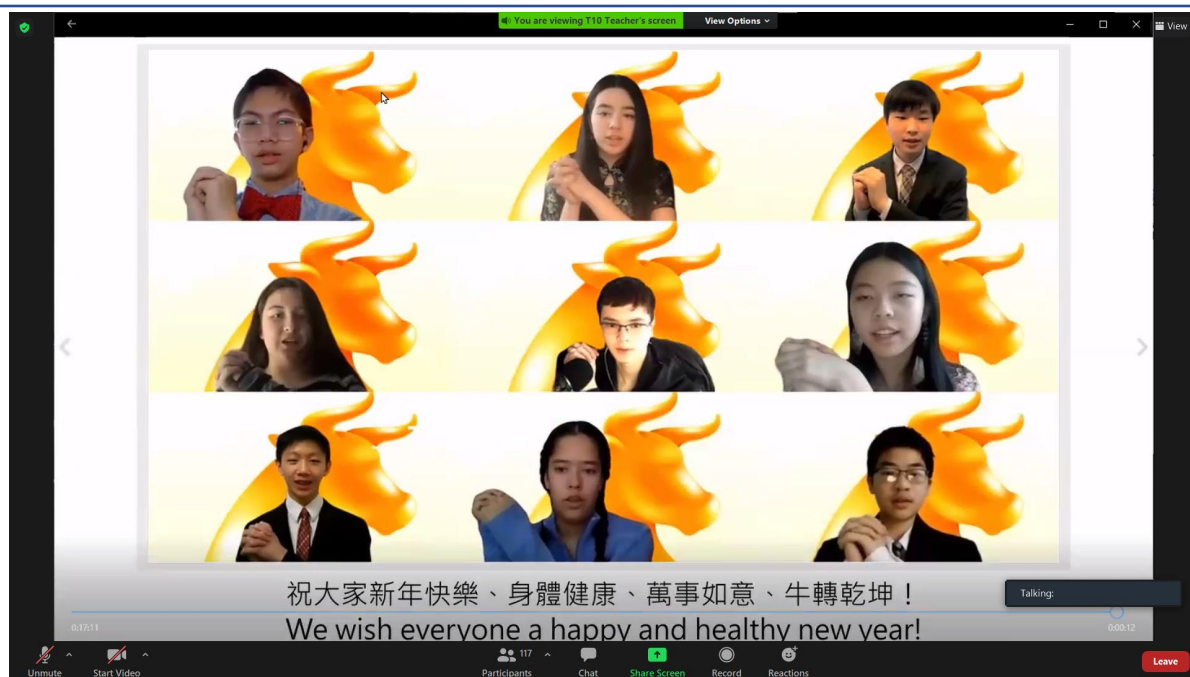 You are viewing T10 Teacher's screen
View Options
View
祝大家新年快樂、身體健康、萬事如意、牛轉乾坤！
Talking:
0:17:11
0:00:12
We wish everyone a happy and healthy new year!
Unmute
Start Video
117
Participants
Chat
Share Screen
Record
Reactions
Leave